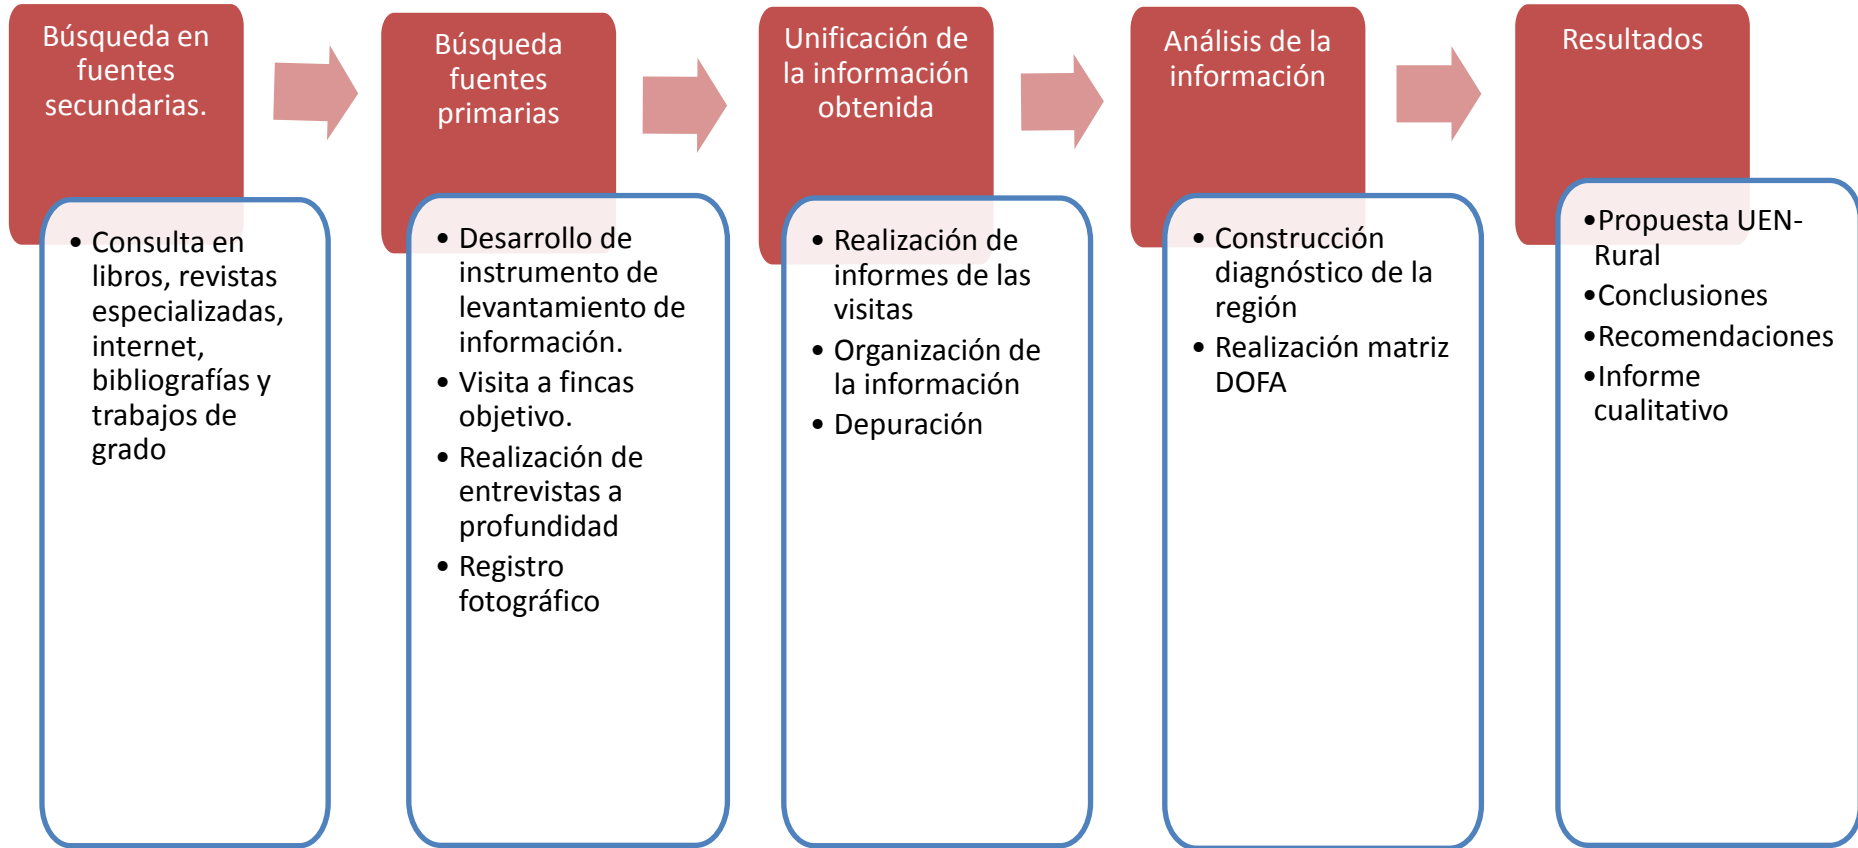 Búsqueda en
fuentes
secundarias.
• Consulta en
libros, revistas
especializadas,
internet,
bibliografías y
trabajos de
grado
Búsqueda
fuentes
primarias
• Desarrollo de
instrumento de
levantamiento de
información.
• Visita a fincas
objetivo.
• Realización de
entrevistas a
profundidad
• Registro
fotográfico
Unificación de
la información
obtenida
• Realización de
informes de las
visitas
• Organización de
la información
• Depuración
Análisis de la
información
• Construcción
diagnóstico de la
región
• Realización matriz
DOFA
Resultados
•Propuesta UEN-
Rural
•Conclusiones
•Recomendaciones
•Informe
cualitativo